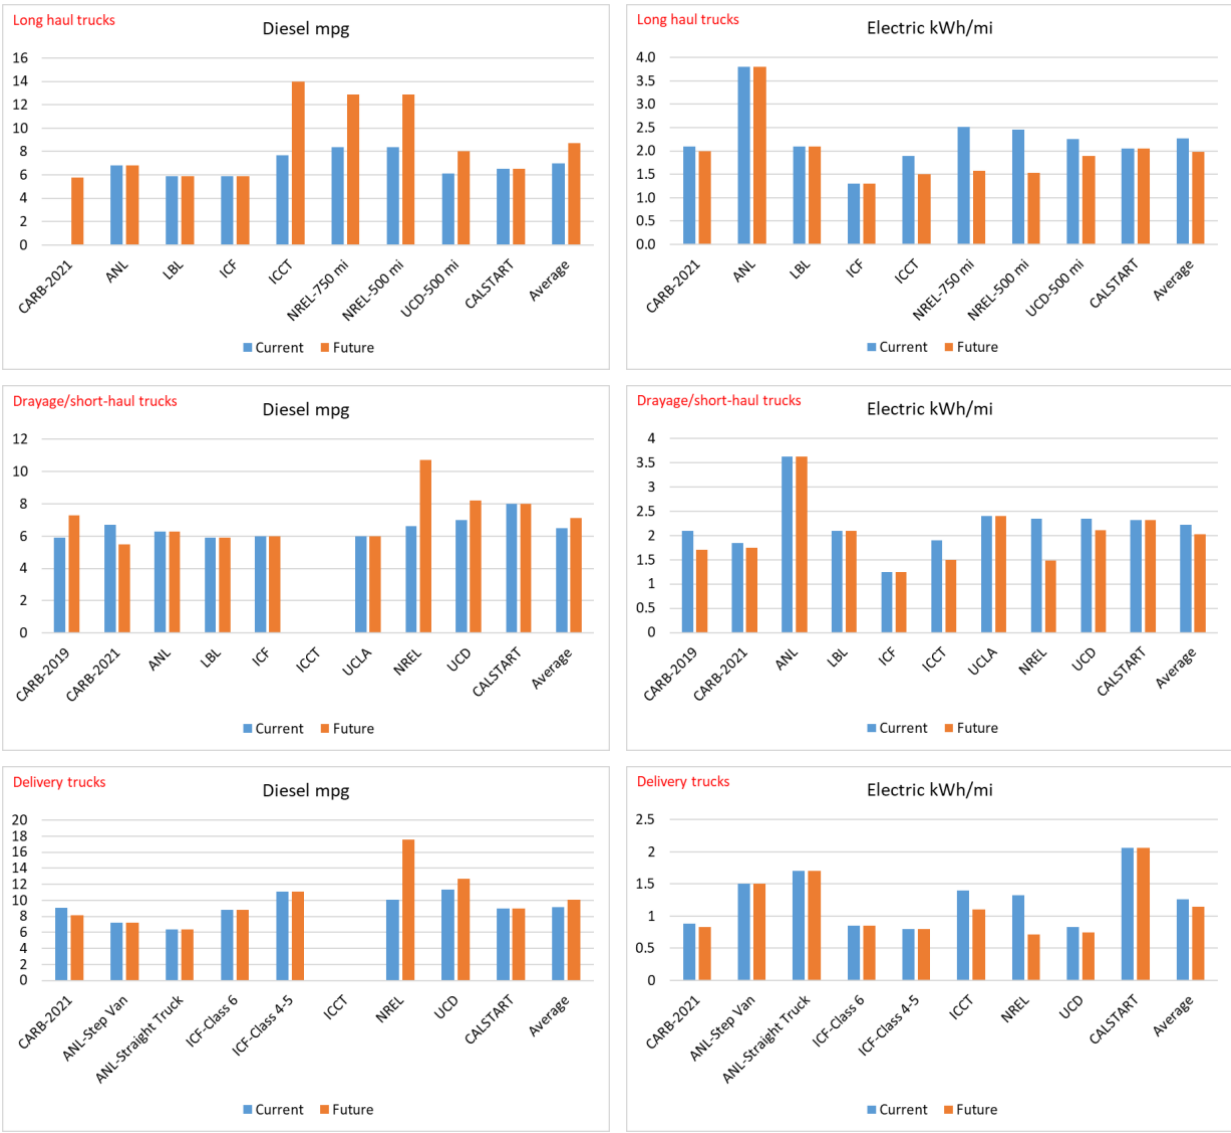 Long haul trucks
Diesel mpg
16
14
12
10
8
6
4
2
0
CARB-2021
ANL
LBL
ICF
ICCT
NREL-750 mi
NREL-500 mi
UCD-500 mi
CALSTART
Average
Current Future
Long haul trucks
Electric kWh/mi
4.0
3.5
3.0
2.5
2.0
1.5
1.0
0.5
0.0
CARB-2021
ANL
LBL
ICF
ICCT
NREL-750 mi
NREL-500 mi
UCD-500 mi
CALSTART
Average
Current Future
Drayage/short-haul trucks
Diesel mpg
12
10
8
6
4
2
0
CARB-2019
CARB-2021
ANL
LBL
ICF
ICCT
UCLA
NREL
UCD
CALSTART
Average
Current Future
Drayage/short-haul trucks
Electric kWh/mi
4
3.5
3
2.5
2
1.5
1
0.5
0
CARB-2019
CARB-2021
ANL
LBL
ICF
ICCT
UCLA
NREL
UCD
CALSTART
Average
Current Future
Delivery trucks
Diesel mpg
20
18
16
14
12
10
8
6
4
2
0
CARB-2021
ANL-Step Van
ANL-Straight Truck
ICF-Class 6
ICF-Class 4-5
ICCT
NREL
UCD
CALSTART
Average
Current Future
Delivery trucks
Electric kWh/mi
2.5
2
1.5
1
0.5
0
CARB-2021
ANL-Step Van
ANL-Straight Truck
ICF-Class 6
ICF-Class 4-5
ICCT
NREL
UCD
CALSTART
Average
Current Future